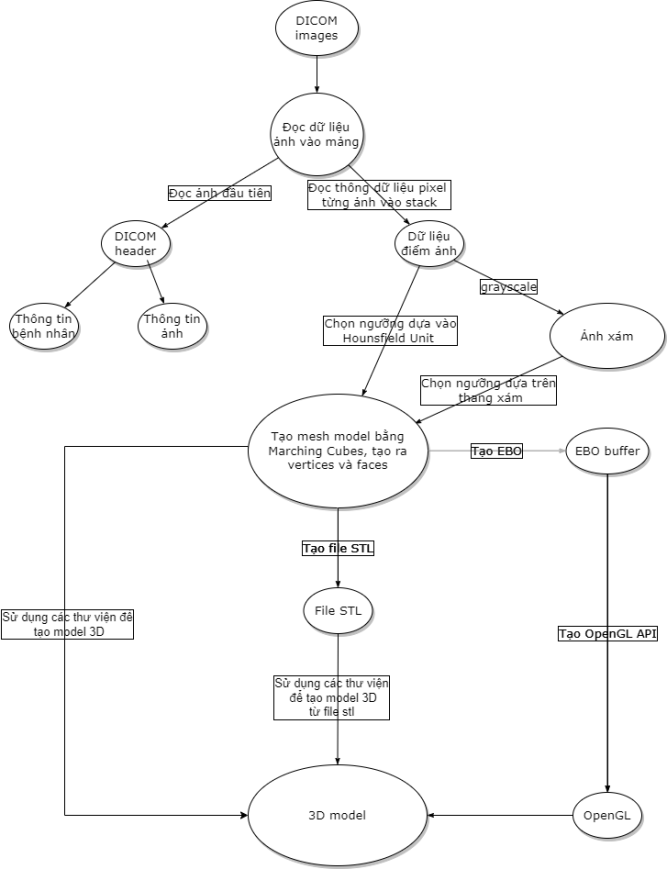 DICOM
images
Đọc dữ liệu
ảnh vào mảng
Đọc ảnh đầu tiên
Đọc thông dữ liệu pixel
từng ảnh vào stack
DICOM
header
Dữ liệu
điểm ảnh
grayscale
Thông tin
bệnh nhân
Thông tin
ảnh
Chọn ngưỡng dựa vào
Hounsfield Unit
Ảnh xám
Chọn ngưỡng dựa trên
thang xám
Tạo mesh model bằng
Marching Cubes, tạo ra
vertices và faces
Tạo EBO
EBO buffer
Tạo file STL
File STL
Sử dụng các thư viện để
tạo model 3D
Tạo OpenGL API
Sử dụng các thư viện
để tạo model 3D
từ file stl
3D model
OpenGL